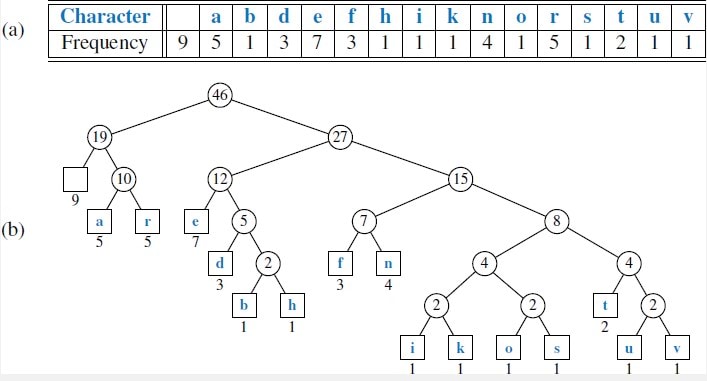 (a)
Character a b d e f h i k n o r s t u v
Frequency 9 5 1 3 7 3 1 1 1 4 1 5 1 2 1 1
46
19 27
10 12 15
9
a r e 5 7 8
5 5 7
(b)
d 2 f n 4 4
3 3 4
b h 2 2 t 2
1 1 2
i k o s u v
1 1 1 1 1 1